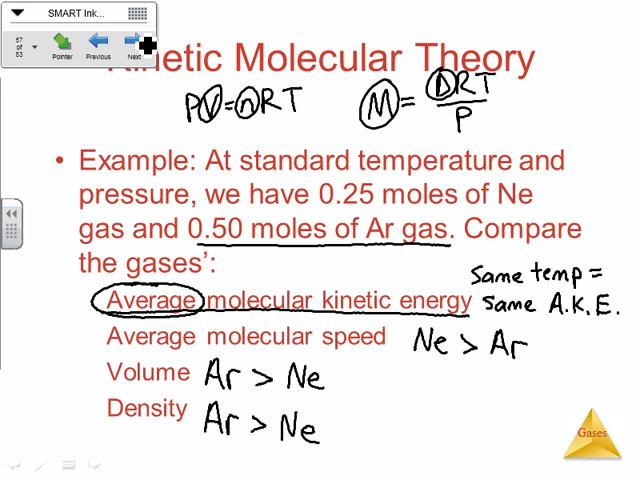 SMART Ink...
57 of 83
Pointer Previous Next
Kinetic Molecular Theory
PV=nRT M=DRT/P
• Example: At standard temperature and
pressure, we have 0.25 moles of Ne
gas and 0.50 moles of Ar gas. Compare
the gases’:
Same temp =
Average molecular kinetic energy same A.K.E.
Average molecular speed Ne > Ar
Volume Ar > Ne
Density Ar > Ne
Gases